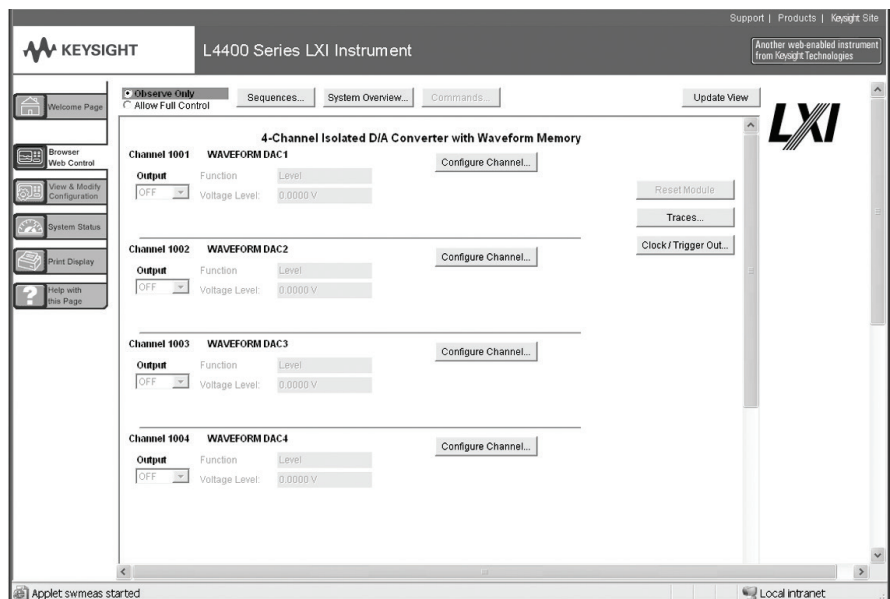 Support | Products | Keysight Site
KEYSIGHT
L4400 Series LXI Instrument
Another web-enabled instrument
from Keysight Technologies
Welcome Page
Browser
Web Control
View & Modify
Configuration
System Status
Print Display
Help with
this Page
Observe Only
Allow Full Control
Sequences...
System Overview...
Commands...
Update View
LXI
4-Channel Isolated D/A Converter with Waveform Memory
Channel 1001 WAVEFORM DAC1
Configure Channel...
Output Function Level
OFF Voltage Level: 0.0000 V
Reset Module
Traces...
Clock / Trigger Out...
Channel 1002 WAVEFORM DAC2
Configure Channel...
Output Function Level
OFF Voltage Level: 0.0000 V
Channel 1003 WAVEFORM DAC3
Configure Channel...
Output Function Level
OFF Voltage Level: 0.0000 V
Channel 1004 WAVEFORM DAC4
Configure Channel...
Output Function Level
OFF Voltage Level: 0.0000 V
Applet swmeas started
Local intranet